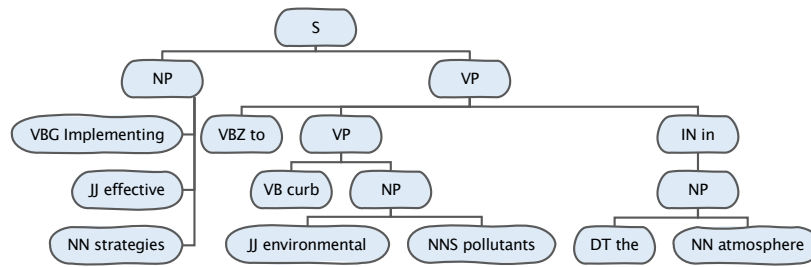 S
NP
VP
VBG Implementing
VBZ to
VP
IN in
JJ effective
VB curb
NP
NP
NN strategies
JJ environmental
NNS pollutants
DT the
NN atmosphere